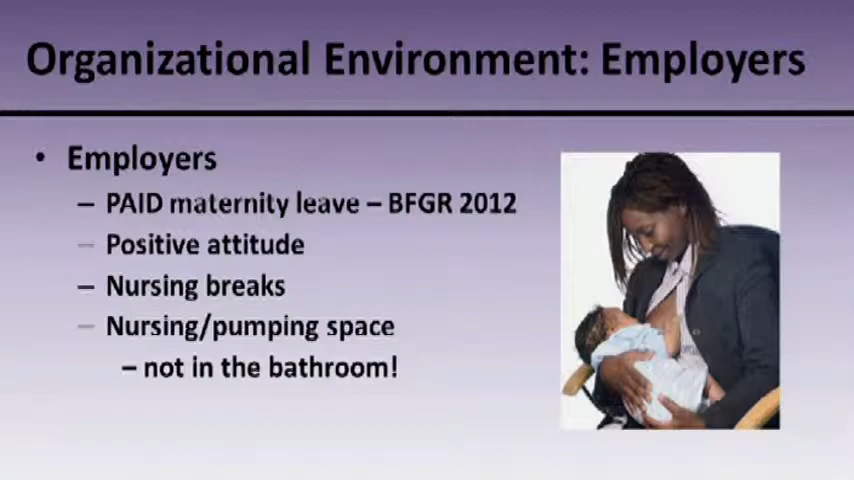 Organizational Environment: Employers
• Employers
– PAID maternity leave – BFGR 2012
– Positive attitude
– Nursing breaks
– Nursing/pumping space
– not in the bathroom!